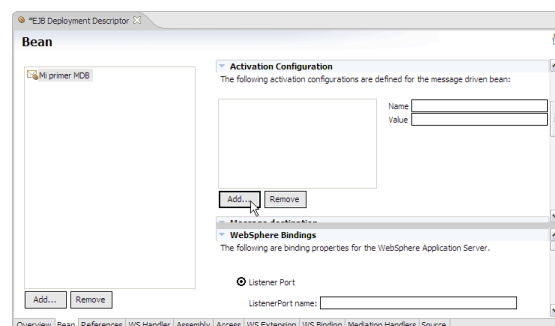 *EJB Deployment Descriptor
Bean
Mi primer MDB
Activation Configuration
The following activation configurations are defined for the message driven bean:
Name
Value
Add...
Remove
Message destination
WebSphere Bindings
The following are binding properties for the WebSphere Application Server.
Listener Port
ListenerPort name:
Add...
Remove
Overview Bean References WS Handler Assembly Access WS Extension WS Binding Mediation Handlers Source